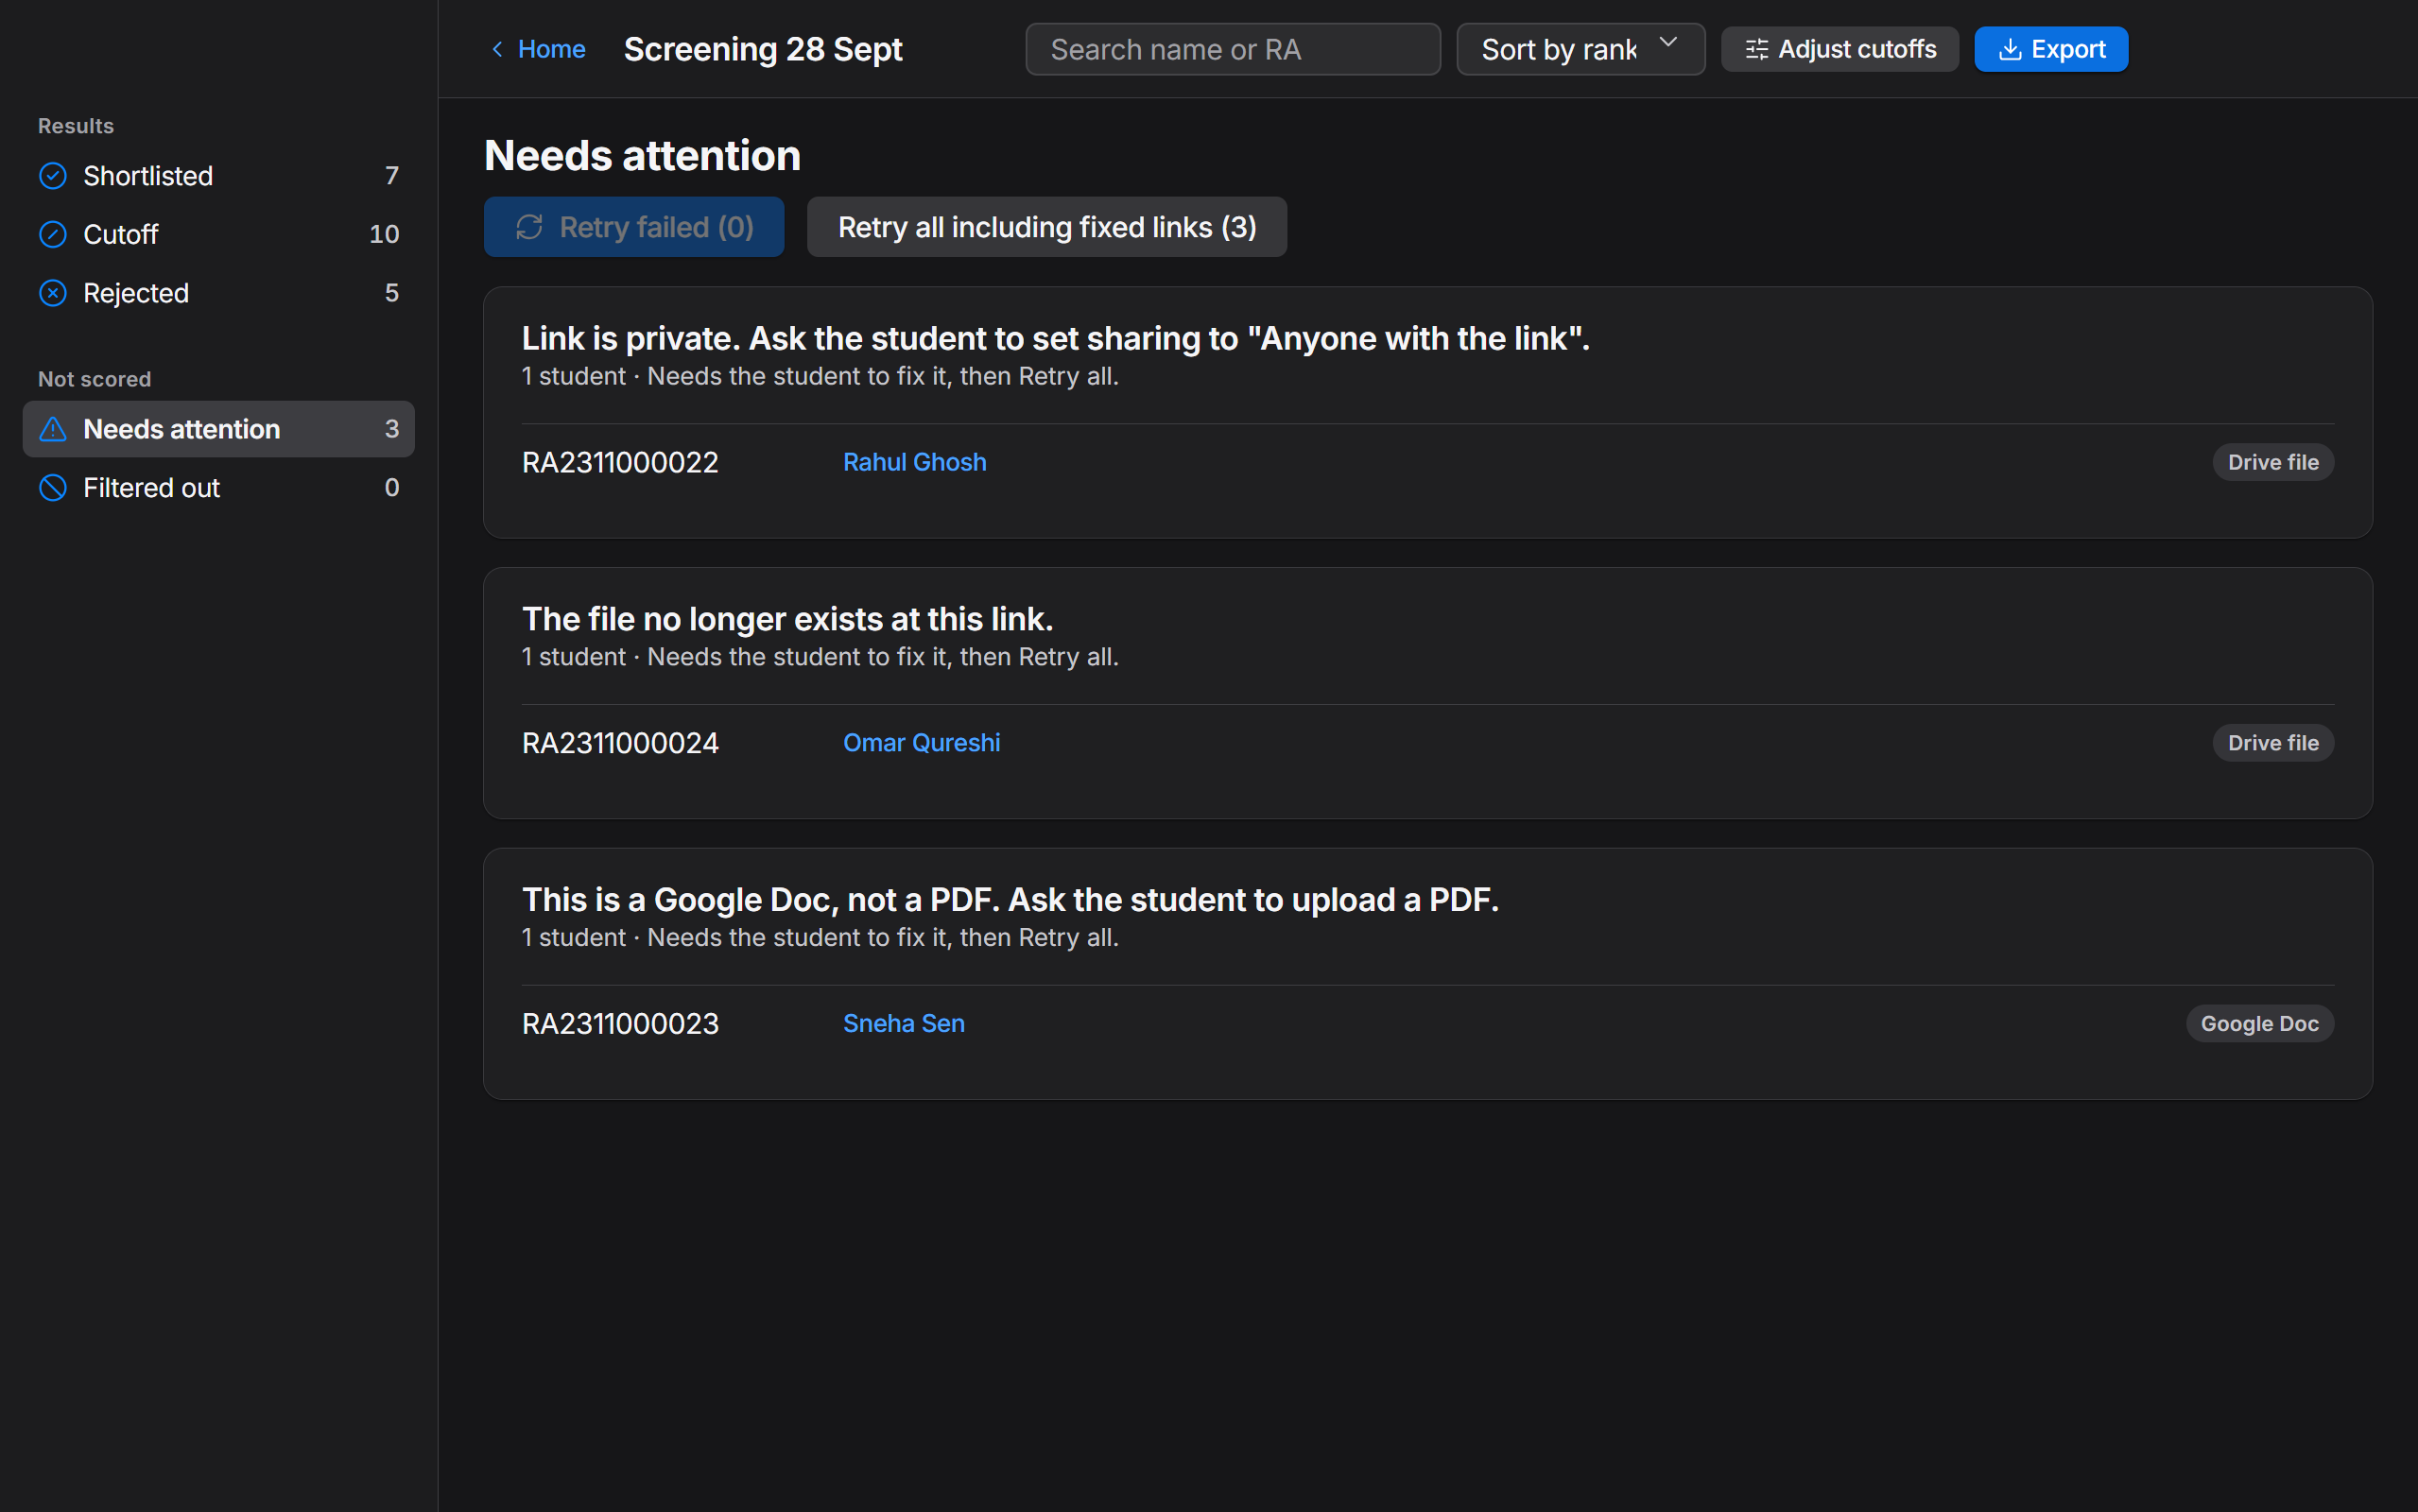 Home
Screening 28 Sept
Search name or RA
Sort by rank
Adjust cutoffs
Export
Results
Shortlisted 7
Cutoff 10
Rejected 5
Not scored
Needs attention 3
Filtered out 0
Needs attention
Retry failed (0)
Retry all including fixed links (3)
Link is private. Ask the student to set sharing to "Anyone with the link".
1 student · Needs the student to fix it, then Retry all.
RA2311000022 Rahul Ghosh Drive file
The file no longer exists at this link.
1 student · Needs the student to fix it, then Retry all.
RA2311000024 Omar Qureshi Drive file
This is a Google Doc, not a PDF. Ask the student to upload a PDF.
1 student · Needs the student to fix it, then Retry all.
RA2311000023 Sneha Sen Google Doc